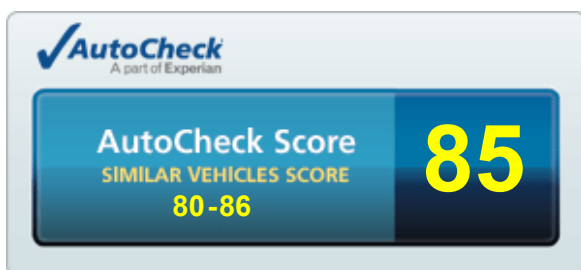 AutoCheck
A part of Experian
AutoCheck Score
SIMILAR VEHICLES SCORE
80-86
85